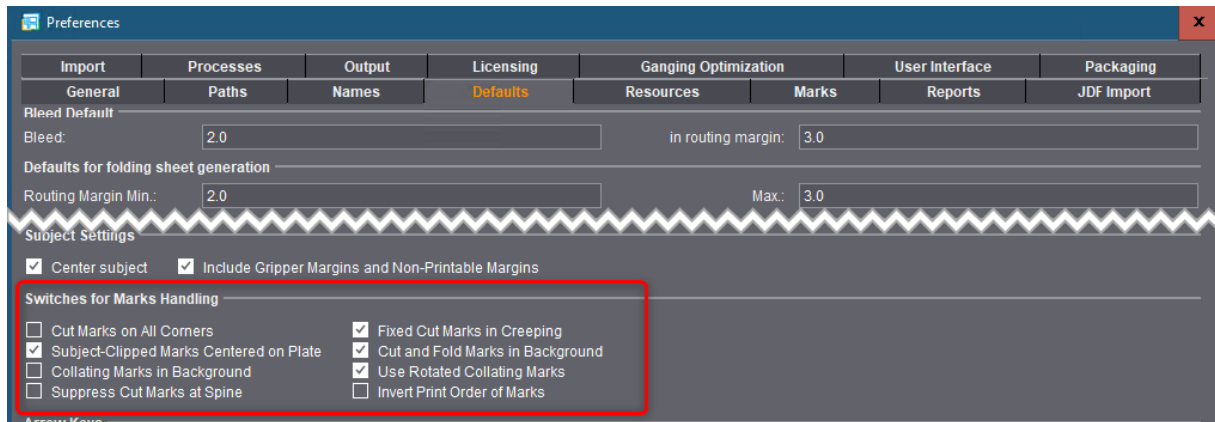 Preferences
x
Import Processes Output Licensing Ganging Optimization User Interface Packaging
General Paths Names Defaults Resources Marks Reports JDF Import
Bleed Default
Bleed: 2.0 in routing margin: 3.0
Defaults for folding sheet generation
Routing Margin Min.: 2.0 Max.: 3.0
Subject Settings
Center subject Include Gripper Margins and Non-Printable Margins
Switches for Marks Handling
Cut Marks on All Corners Fixed Cut Marks in Creeping
Subject-Clipped Marks Centered on Plate Cut and Fold Marks in Background
Collating Marks in Background Use Rotated Collating Marks
Suppress Cut Marks at Spine Invert Print Order of Marks
Arrow Keys